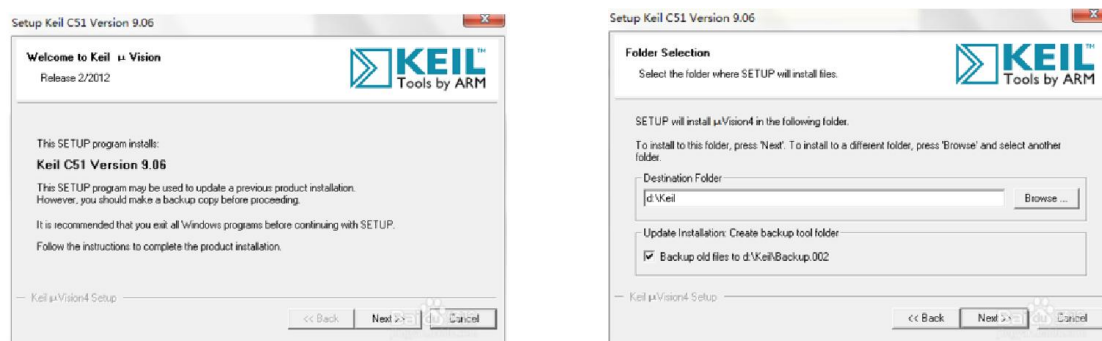 Setup Keil C51 Version 9.06
Welcome to Keil μ Vision
Release 2/2012
KEIL™
Tools by ARM
This SETUP program installs:
Keil C51 Version 9.06
This SETUP program may be used to update a previous product installation.
However, you should make a backup copy before proceeding.
It is recommended that you exit all Windows programs before continuing with SETUP.
Follow the instructions to complete the product installation.
Keil μVision4 Setup
<< Back
Next >>
Cancel
Setup Keil C51 Version 9.06
Folder Selection
Select the folder where SETUP will install files.
KEIL™
Tools by ARM
SETUP will install μVision4 in the following folder.
To install to this folder, press 'Next'. To install to a different folder, press 'Browse' and select another
folder.
Destination Folder
d:\Keil
Browse ...
Update Installation: Create backup tool folder
Backup old files to d:\Keil\Backup.002
Keil μVision4 Setup
<< Back
Next >>
Cancel